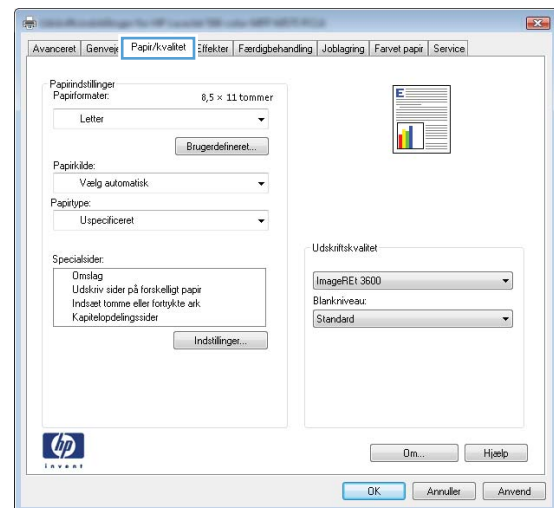 Avanceret Genveje Papir/kvalitet Effekter Færdigbehandling Joblagring Farvet papir Service
Papirindstillinger
Papirformater: 8,5 × 11 tommer
Letter
Brugerdefineret...
Papirkilde:
Vælg automatisk
Papirtype:
Uspecificeret
Specialsider:
Omslag
Udskriv sider på forskelligt papir
Indsæt tomme eller fortrykte ark
Kapitelopdelingssider
Indstillinger...
E
Udskriftskvalitet
ImageREt 3600
Blankniveau:
Standard
hp
invent
Om... Hjælp
OK Annuller Anvend